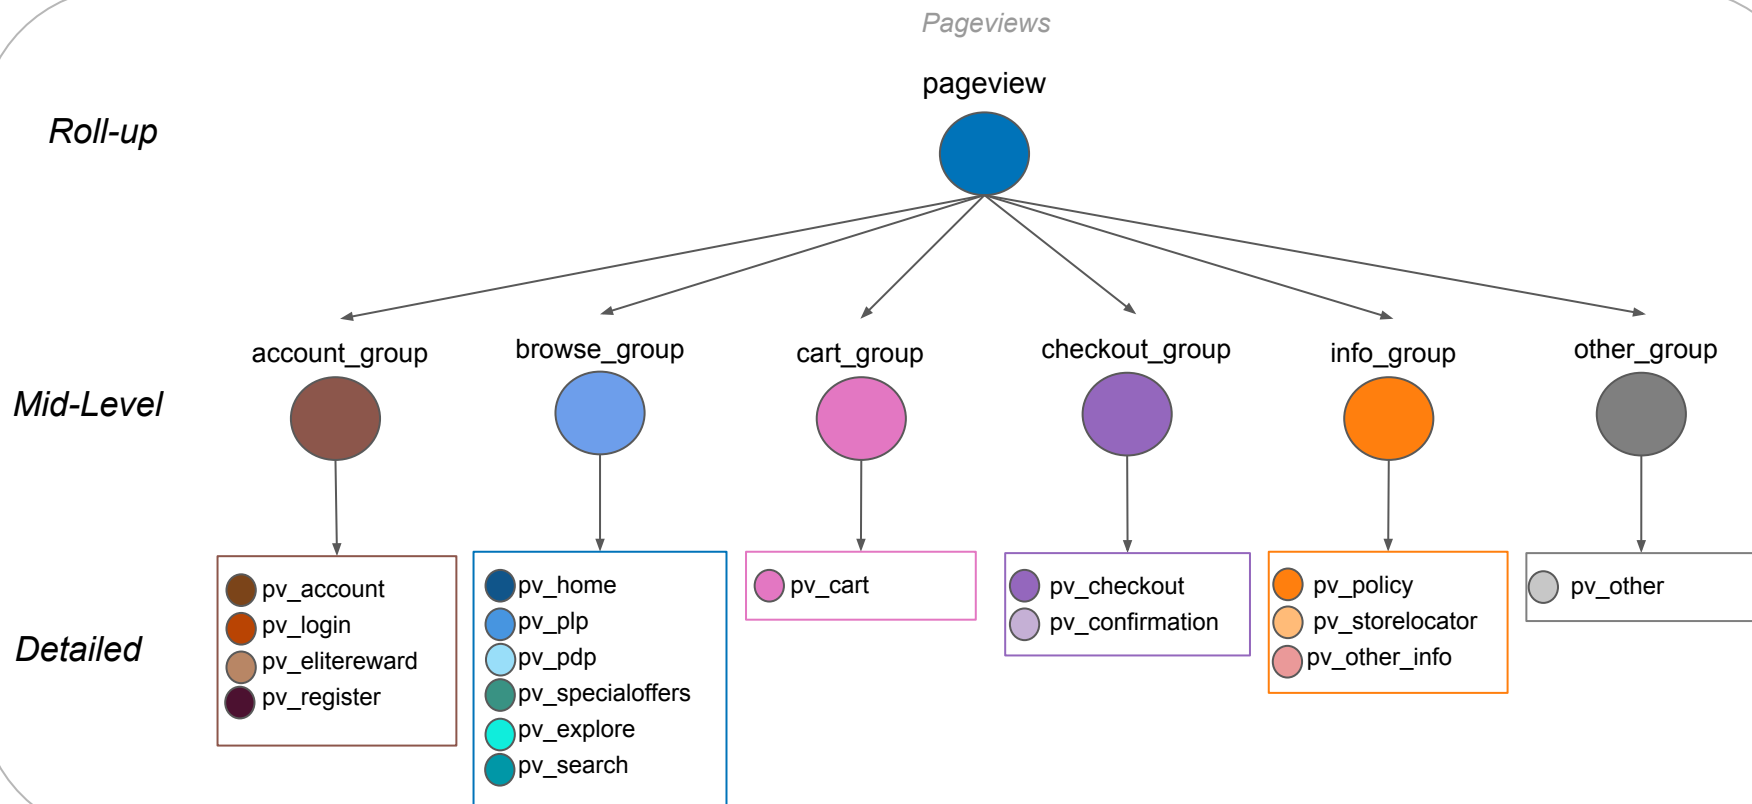 Pageviews
pageview
Roll-up
account_group
browse_group
cart_group
checkout_group
info_group
other_group
Mid-Level
Detailed
pv_account
pv_login
pv_elitereward
pv_register
pv_home
pv_plp
pv_pdp
pv_specialoffers
pv_explore
pv_search
pv_cart
pv_checkout
pv_confirmation
pv_policy
pv_storelocator
pv_other_info
pv_other